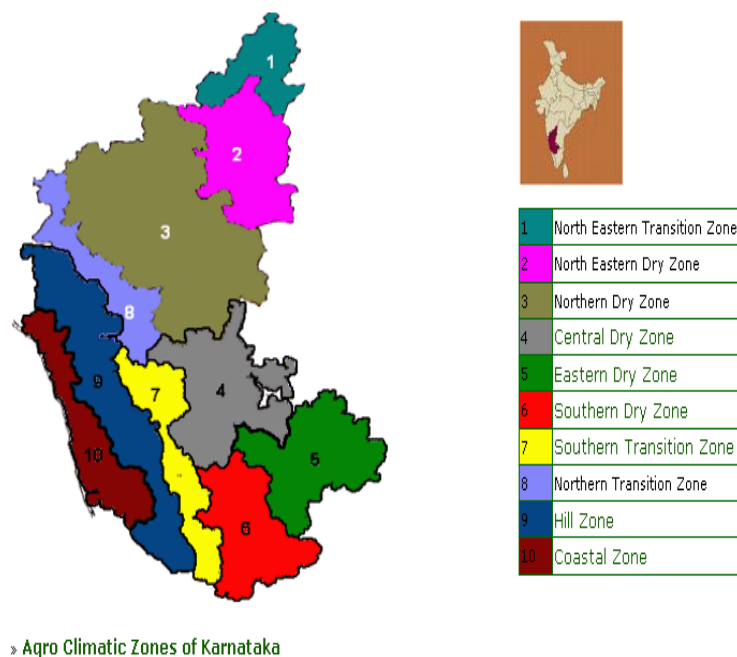 1
2
3
8
9
7
4
10
5
6
1 North Eastern Transition Zone
2 North Eastern Dry Zone
3 Northern Dry Zone
4 Central Dry Zone
5 Eastern Dry Zone
6 Southern Dry Zone
7 Southern Transition Zone
8 Northern Transition Zone
9 Hill Zone
10 Coastal Zone
» Agro Climatic Zones of Karnataka